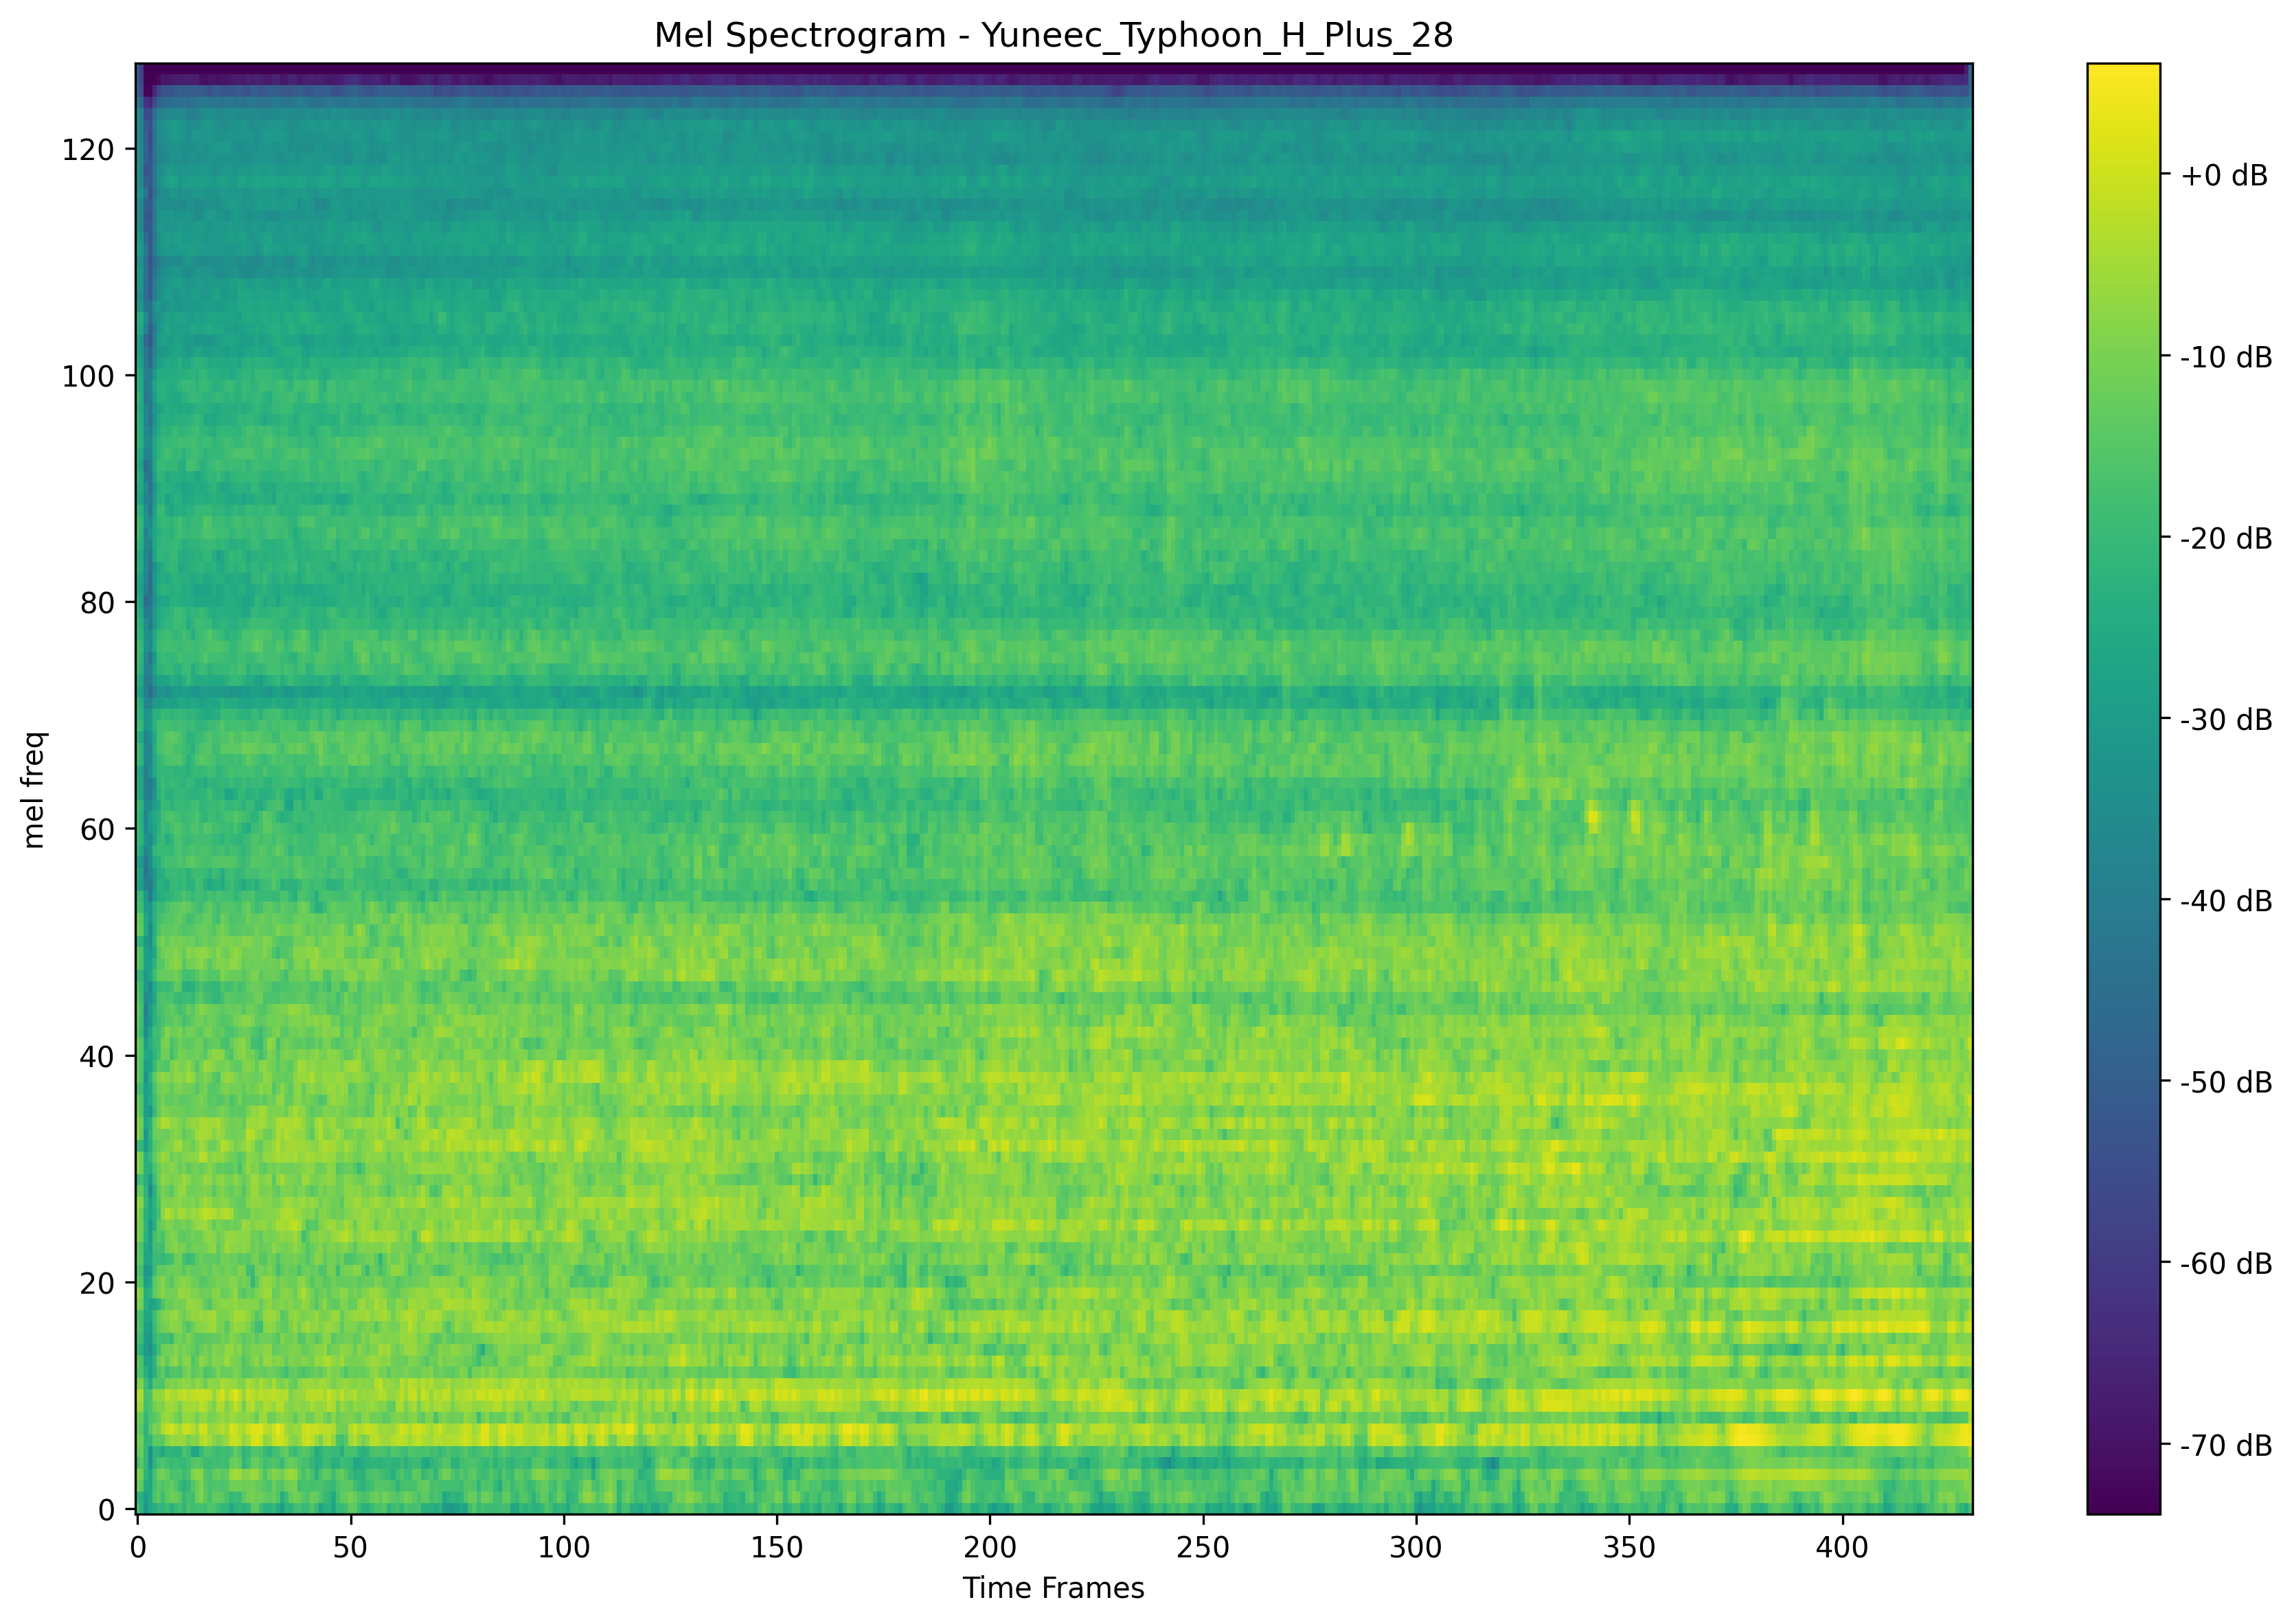 Mel Spectrogram - Yuneec_Typhoon_H_Plus_28
mel freq
120
100
80
60
40
20
0
0 50 100 150 200 250 300 350 400
Time Frames
+0 dB
-10 dB
-20 dB
-30 dB
-40 dB
-50 dB
-60 dB
-70 dB